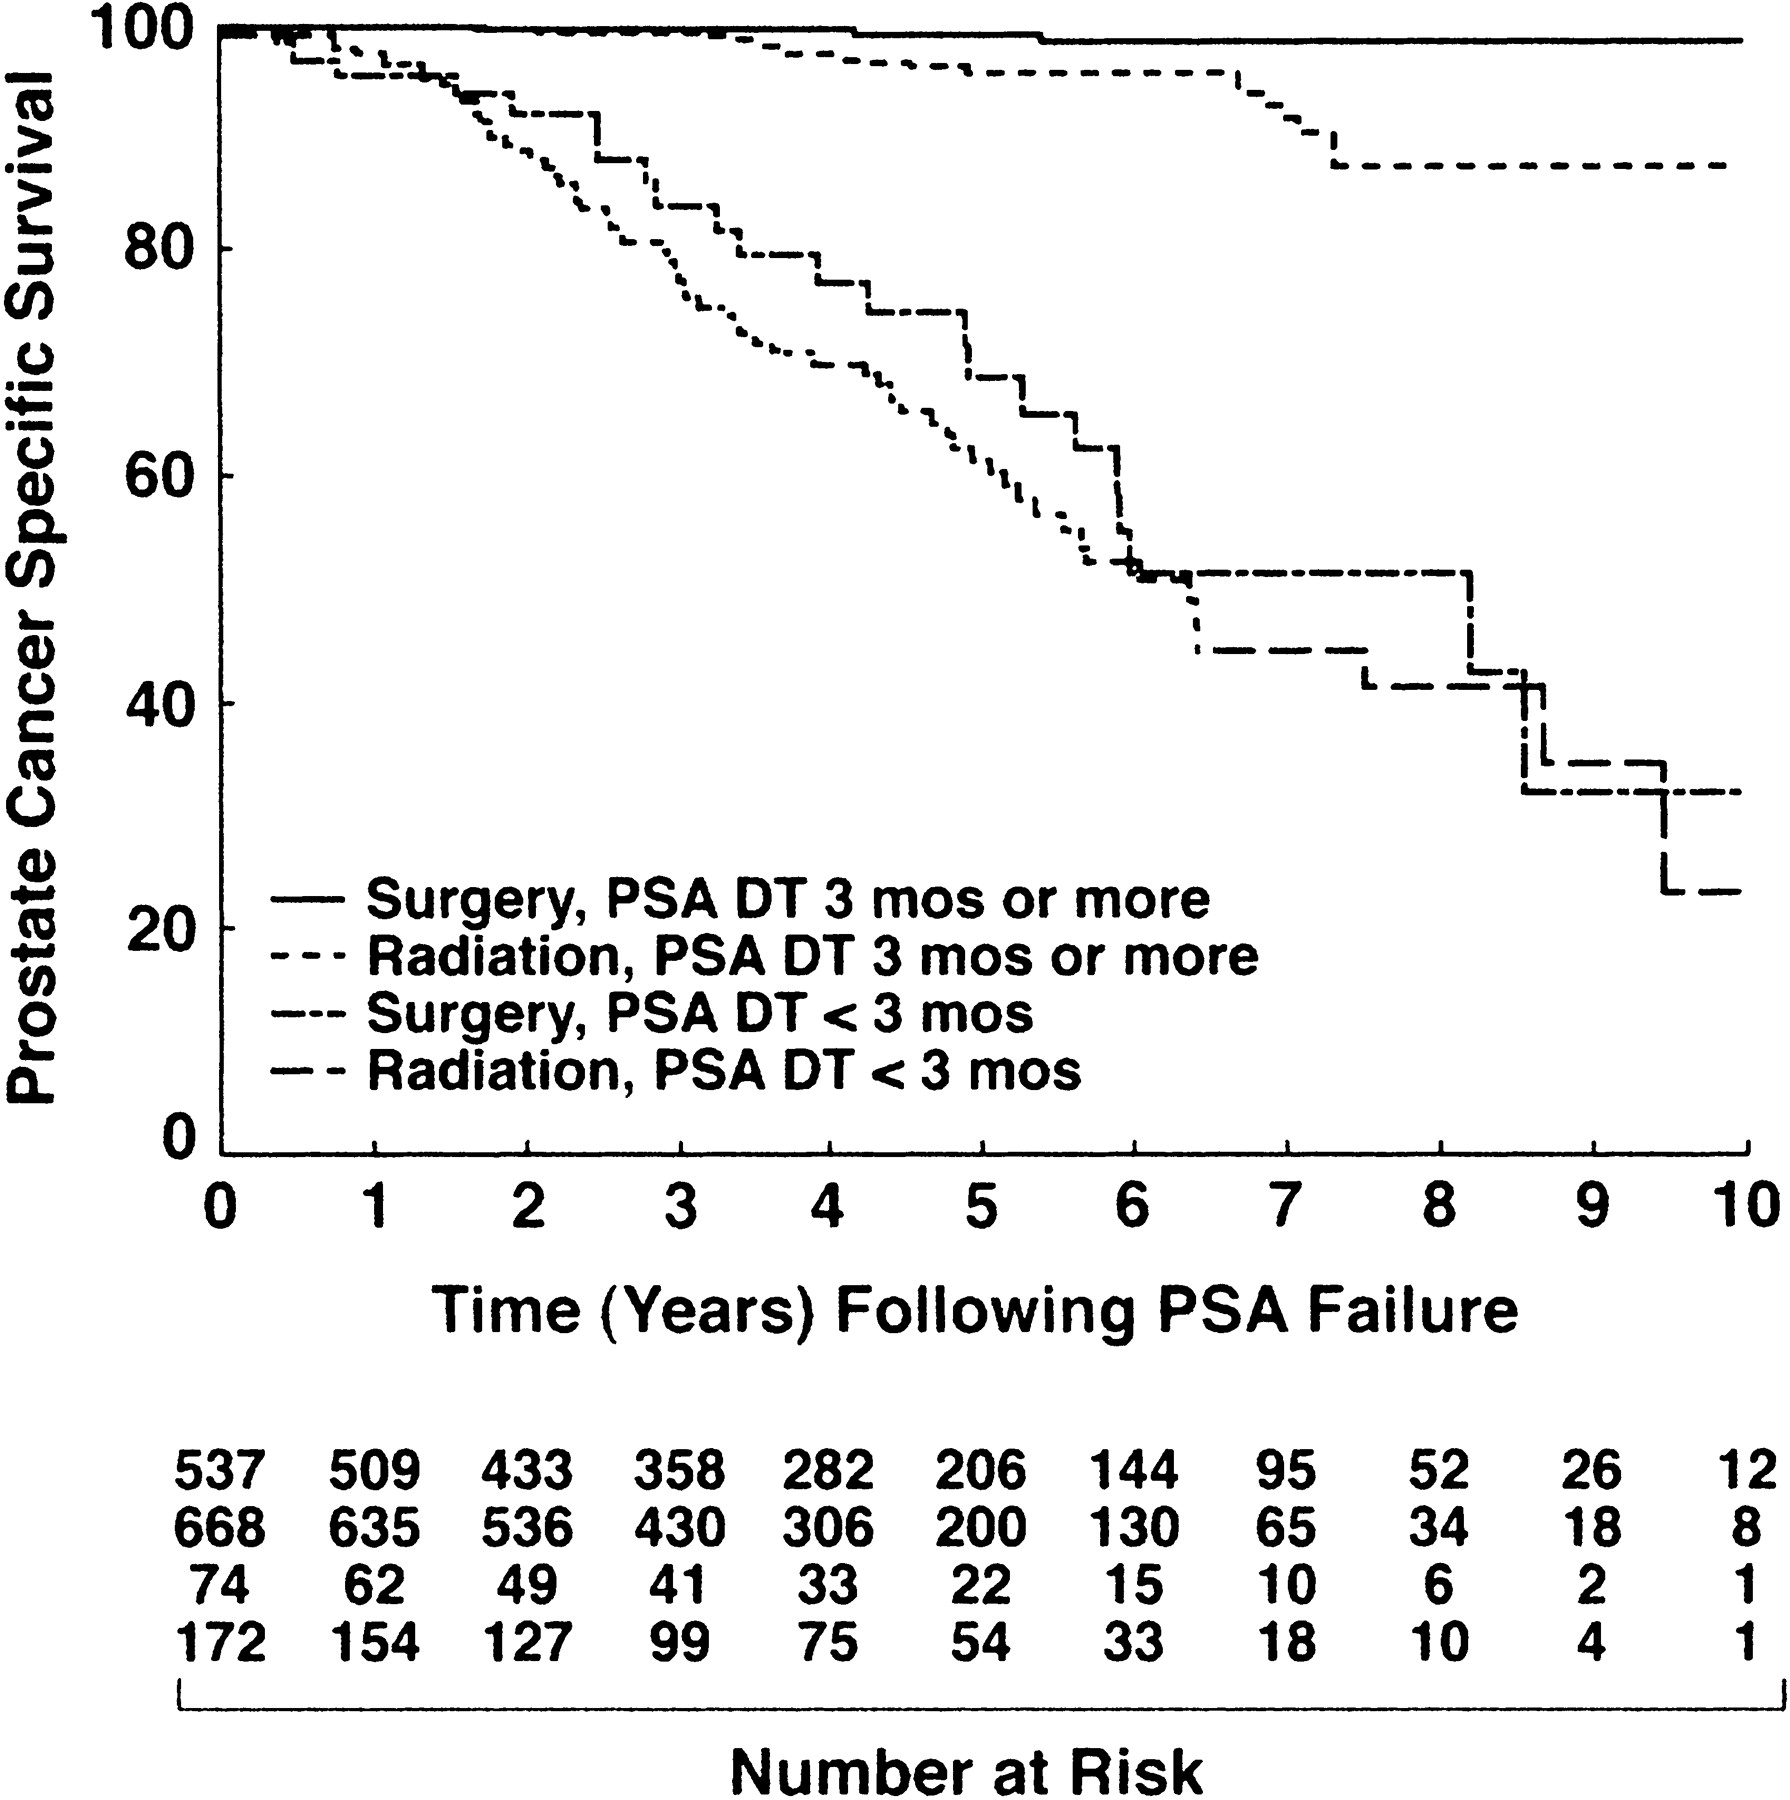 Prostate Cancer Specific Survival
100
80
60
40
20
0
Surgery, PSA DT 3 mos or more
Radiation, PSA DT 3 mos or more
Surgery, PSA DT < 3 mos
Radiation, PSA DT < 3 mos
0 1 2 3 4 5 6 7 8 9 10
Time (Years) Following PSA Failure
537 509 433 358 282 206 144 95 52 26 12
668 635 536 430 306 200 130 65 34 18 8
74 62 49 41 33 22 15 10 6 2 1
172 154 127 99 75 54 33 18 10 4 1
Number at Risk